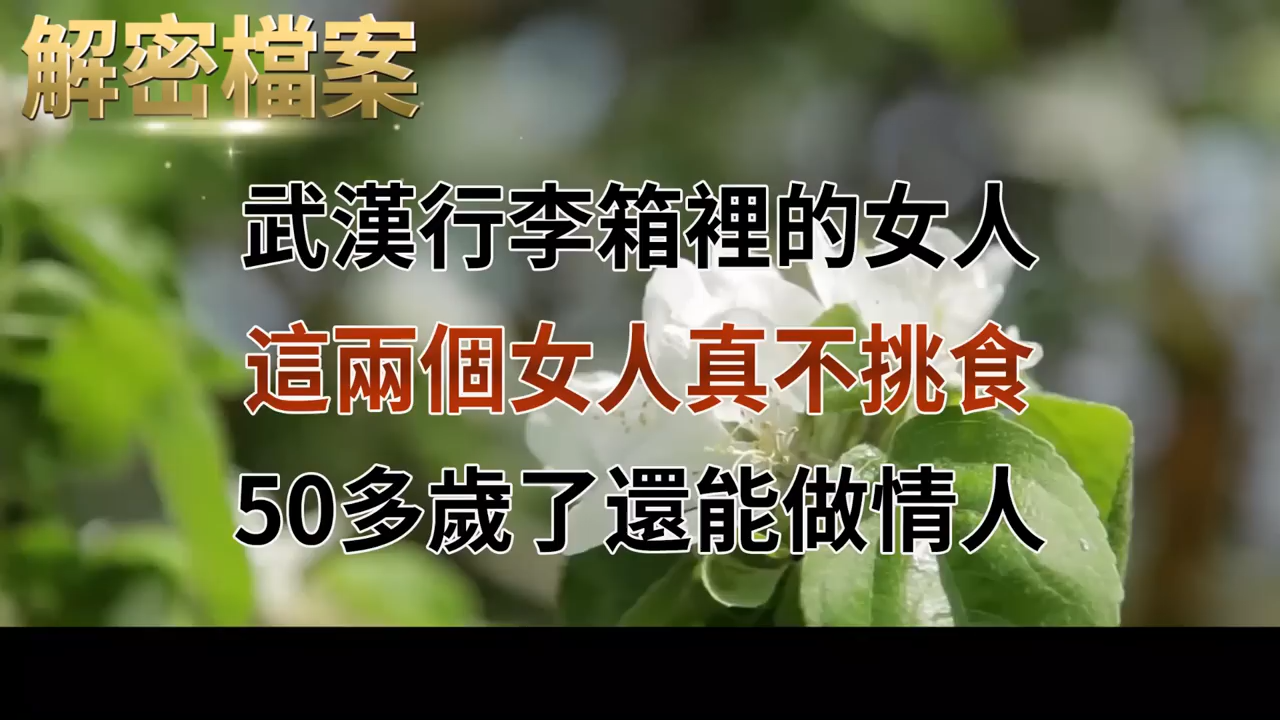 解密檔案
武漢行李箱裡的女人
這兩個女人真不挑食
50多歲了還能做情人